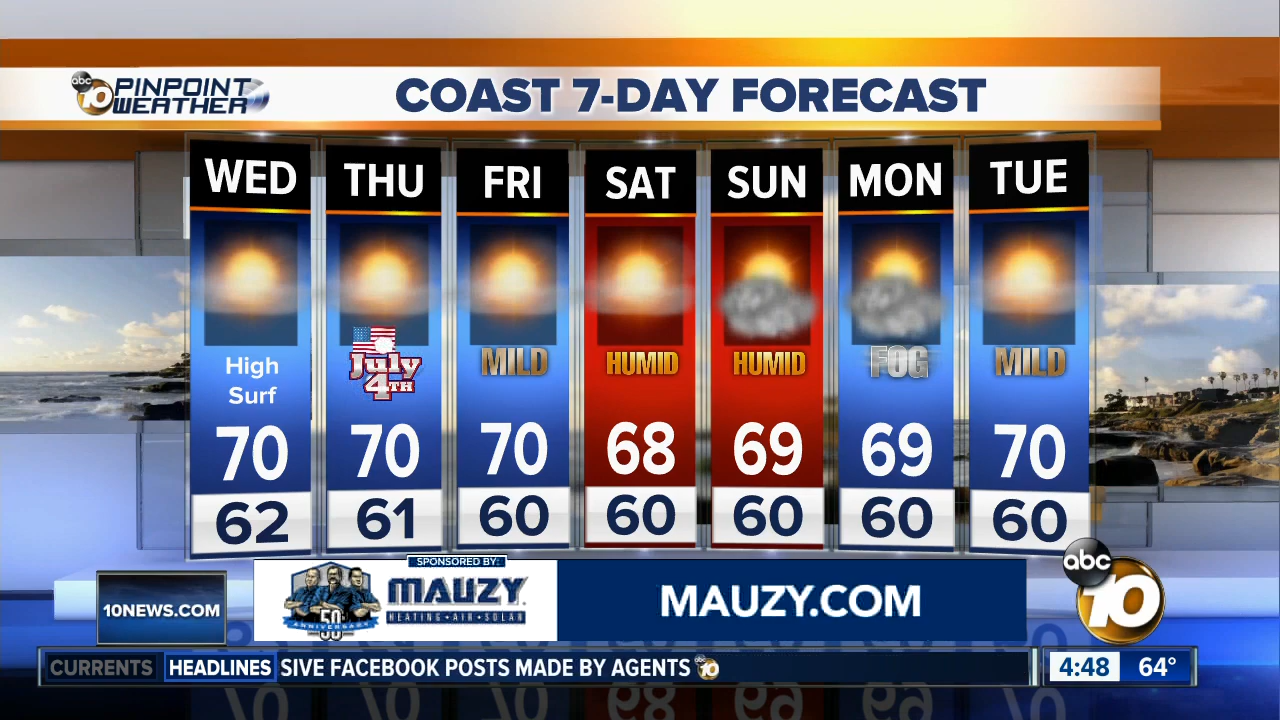 abc 10 PINPOINT WEATHER
COAST 7-DAY FORECAST
WED THU FRI SAT SUN MON TUE
High Surf
July 4TH
MILD
HUMID
HUMID
FOG
MILD
70 70 70 68 69 69 70
62 61 60 60 60 60 60
SPONSORED BY:
50 ANNIVERSARY
MAUZY
HEATING • AIR • SOLAR
MAUZY.COM
10NEWS.COM
abc 10
CURRENTS HEADLINES SIVE FACEBOOK POSTS MADE BY AGENTS abc 10
4:48 64°